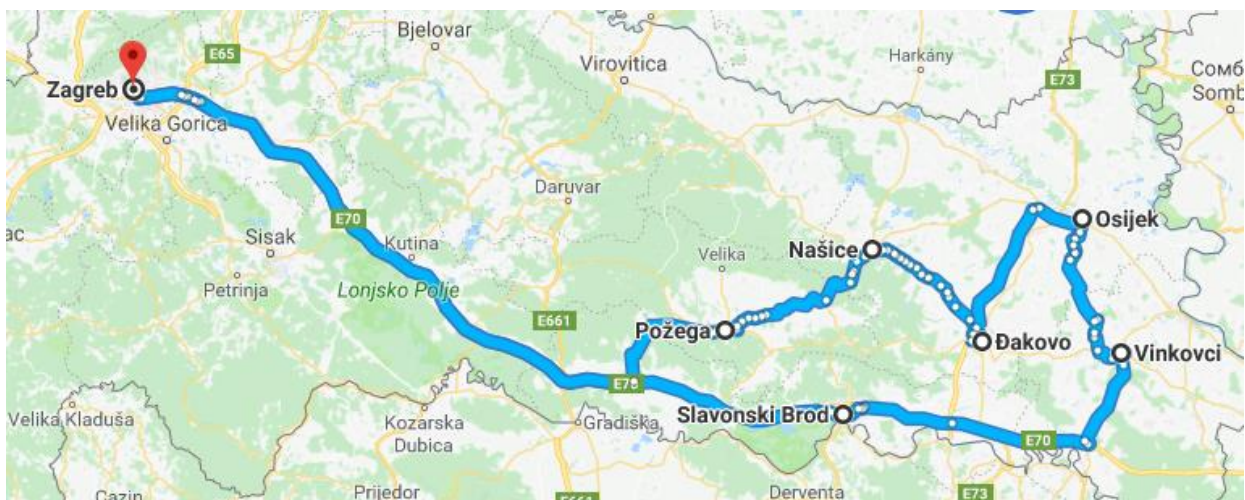 Bjelovar
E65
Virovitica
Harkány
E73
Сомб
Somb
Zagreb
Velika Gorica
Daruvar
E70
Osijek
ac
Sisak
Kutina
Našice
Velika
Petrinja
Lonjsko Polje
E661
Požega
Đakovo
Vinkovci
Velika Kladuša
Kozarska
Dubica
Gradiška
Slavonski Brod
E70
Cazin
Prijedor
E661
Derventa
E73